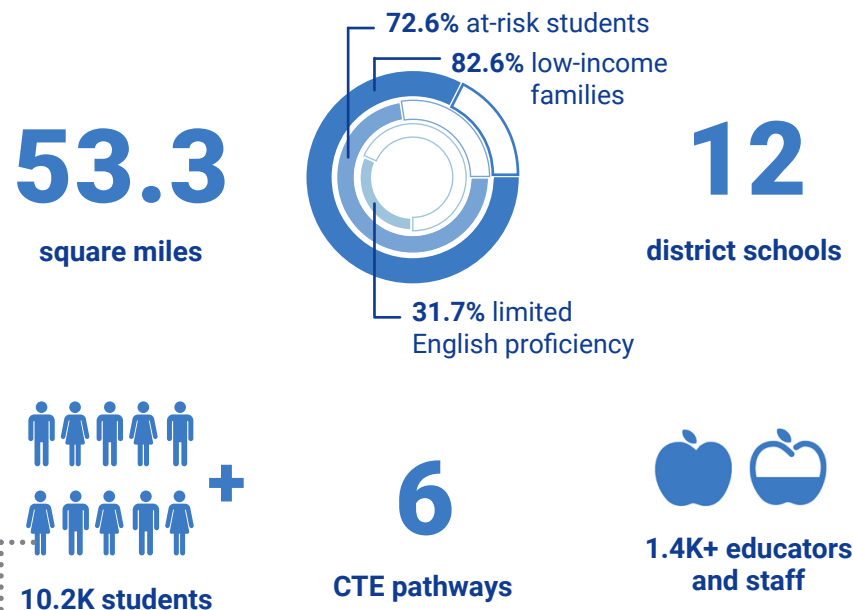 72.6% at-risk students
82.6% low-income
families
53.3
square miles
12
district schools
31.7% limited
English proficiency
10.2K students
6
CTE pathways
1.4K+ educators
and staff